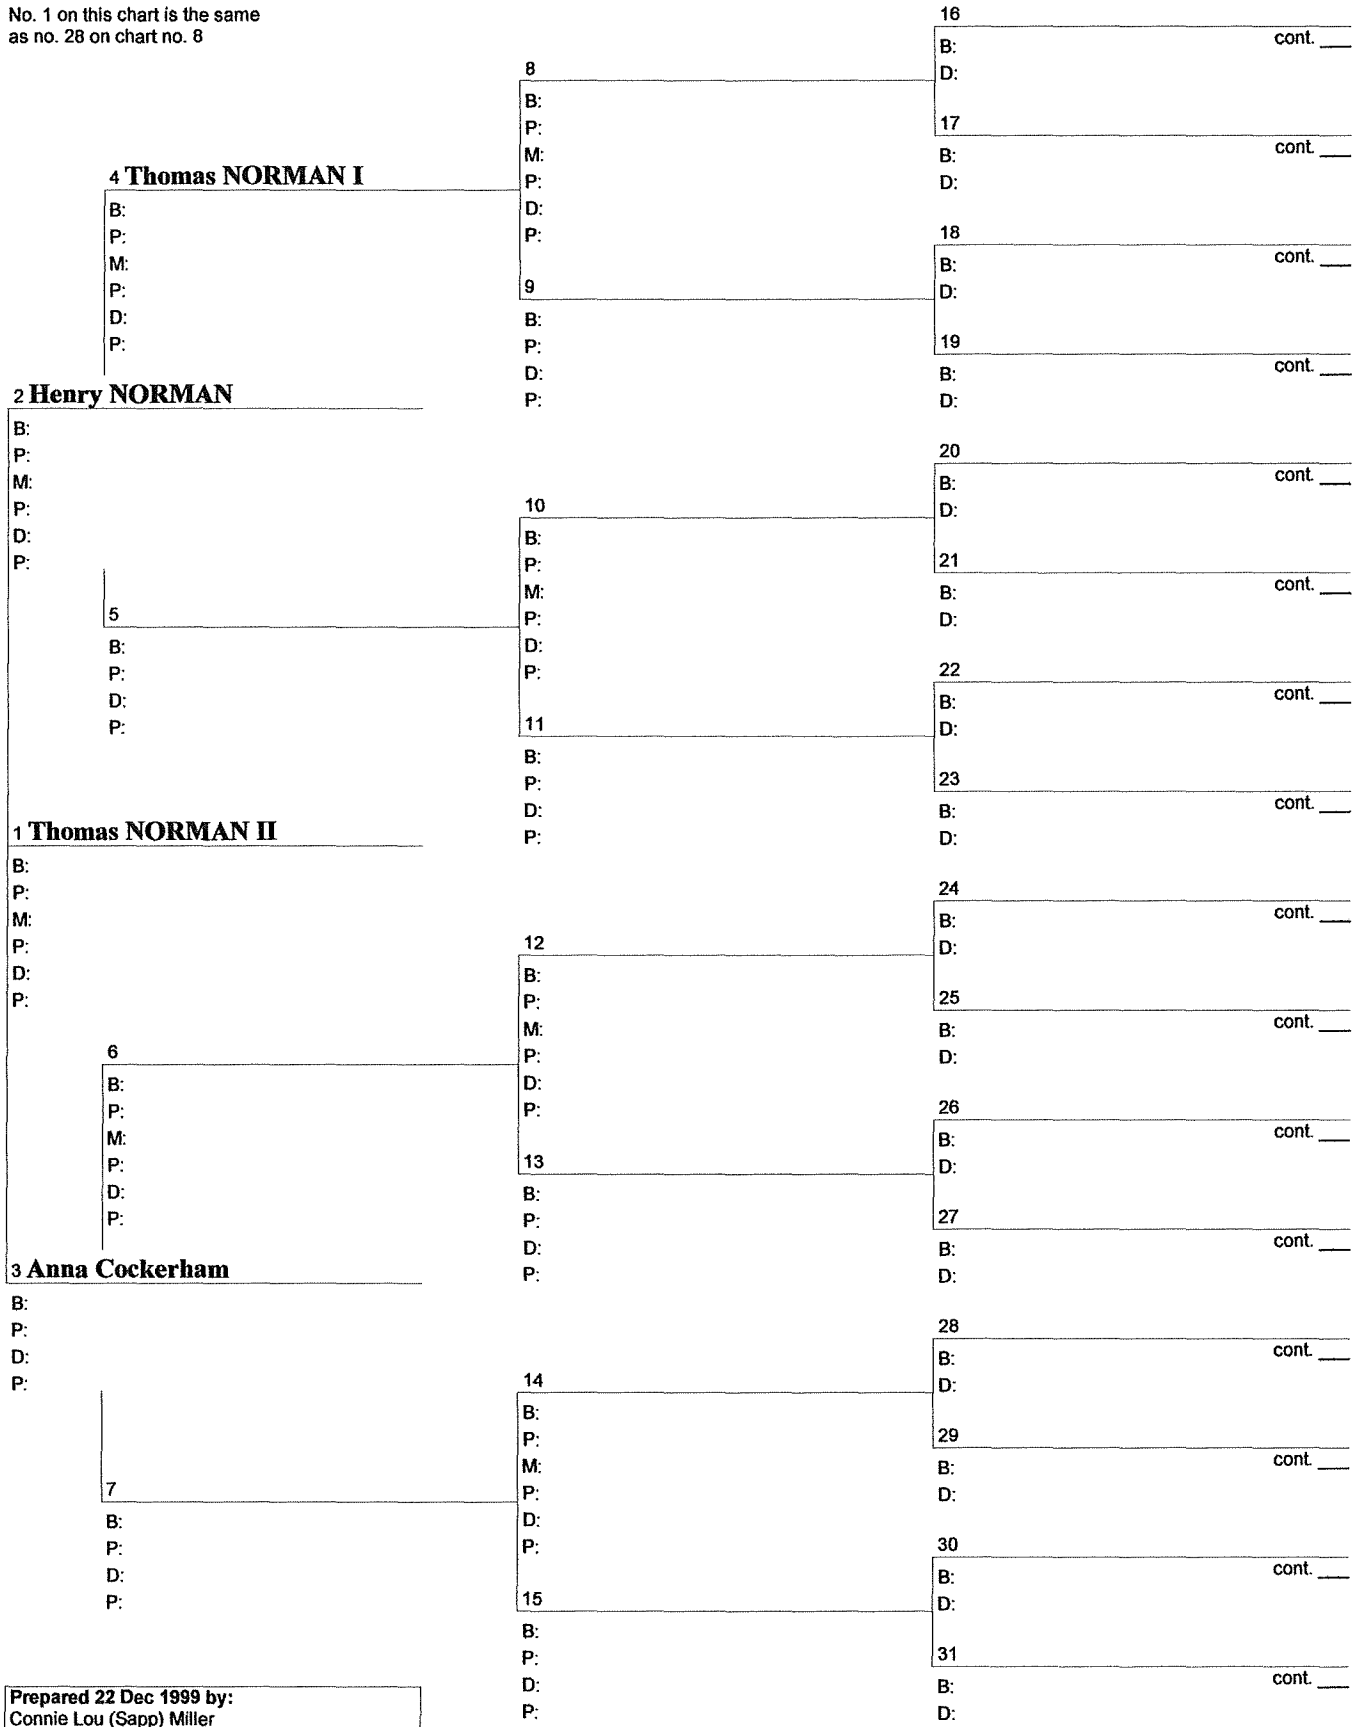 No. 1 on this chart is the same
as no. 28 on chart no. 8
4 Thomas NORMAN I
B:
P:
M:
P:
D:
P:
2 Henry NORMAN
B:
P:
M:
P:
D:
P:
5
B:
P:
D:
P:
1 Thomas NORMAN II
B:
P:
M:
P:
D:
P:
6
B:
P:
M:
P:
D:
P:
3 Anna Cockerham
B:
P:
D:
P:
7
B:
P:
D:
P:
Prepared 22 Dec 1999 by:
Connie Lou (Sapp) Miller
8
B:
P:
M:
P:
D:
P:
9
B:
P:
D:
P:
10
B:
P:
M:
P:
D:
P:
11
B:
P:
D:
P:
12
B:
P:
M:
P:
D:
P:
13
B:
P:
D:
P:
14
B:
P:
M:
P:
D:
P:
15
B:
P:
D:
P:
16
B: cont. ___
D:
17
B: cont. ___
D:
18
B: cont. ___
D:
19
B: cont. ___
D:
20
B: cont. ___
D:
21
B: cont. ___
D:
22
B: cont. ___
D:
23
B: cont. ___
D:
24
B: cont. ___
D:
25
B: cont. ___
D:
26
B: cont. ___
D:
27
B: cont. ___
D:
28
B: cont. ___
D:
29
B: cont. ___
D:
30
B: cont. ___
D:
31
B: cont. ___
D: